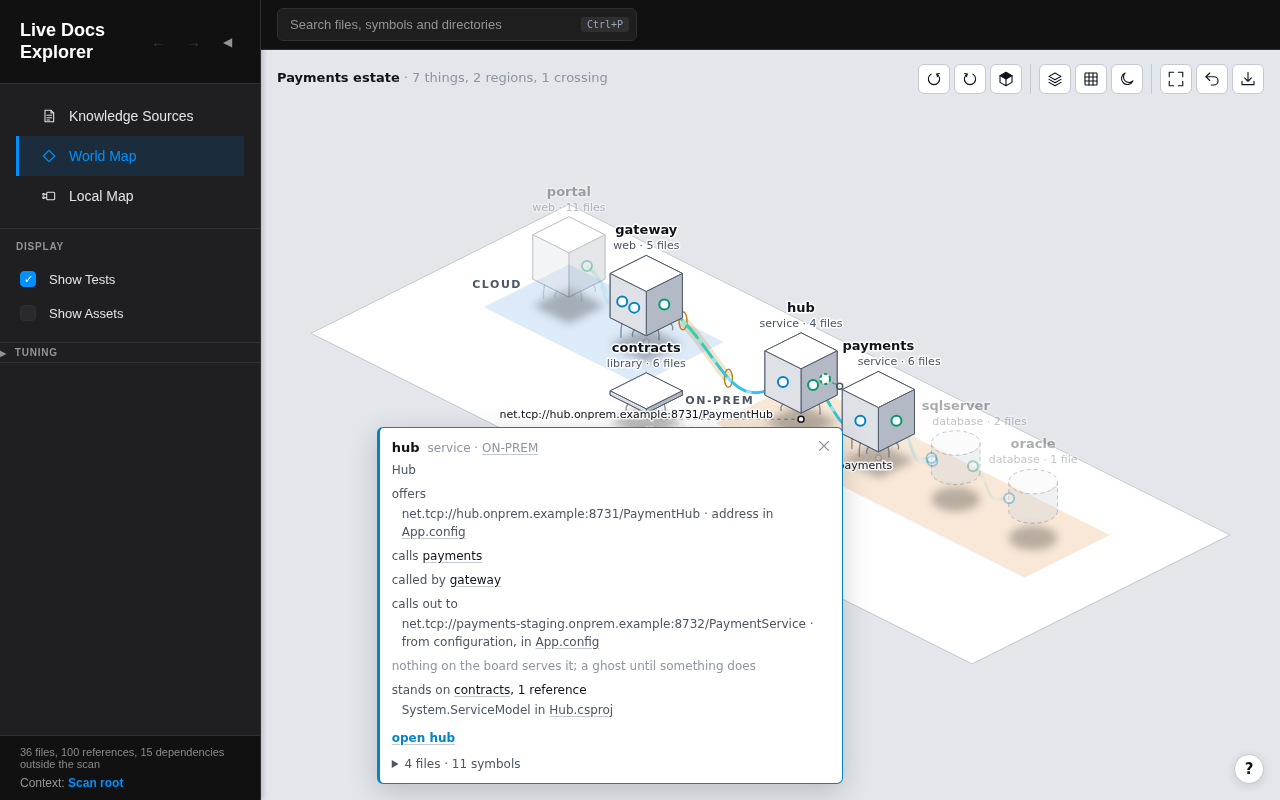 Live Docs
Explorer
Search files, symbols and directories
Ctrl+P
Knowledge Sources
World Map
Local Map
DISPLAY
Show Tests
Show Assets
TUNING
36 files, 100 references, 15 dependencies
outside the scan
Context: Scan root
Payments estate · 7 things, 2 regions, 1 crossing
portal
web · 11 files
gateway
web · 5 files
CLOUD
hub
service · 4 files
contracts
library · 6 files
payments
service · 6 files
ON-PREM
net.tcp://hub.onprem.example:8731/PaymentHub
sqlserver
database · 2 files
oracle
database · 1 file
payments
hub service · ON-PREM
Hub
offers
net.tcp://hub.onprem.example:8731/PaymentHub · address in
App.config
calls payments
called by gateway
calls out to
net.tcp://payments-staging.onprem.example:8732/PaymentService ·
from configuration, in App.config
nothing on the board serves it; a ghost until something does
stands on contracts, 1 reference
System.ServiceModel in Hub.csproj
open hub
4 files · 11 symbols
?